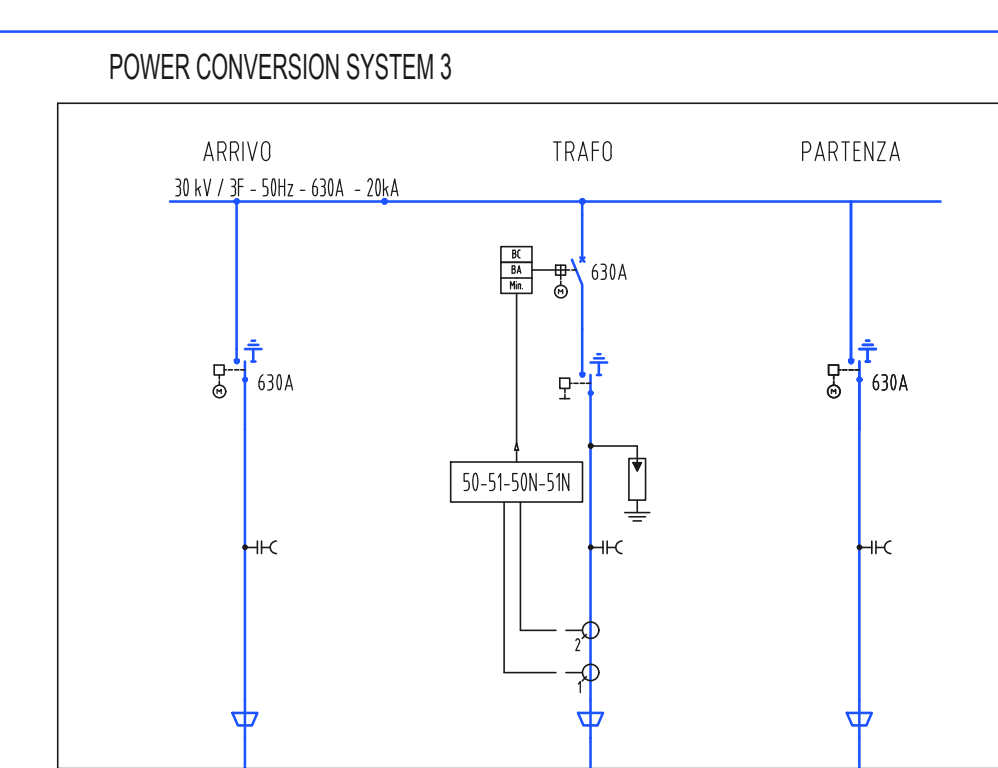 POWER CONVERSION SYSTEM 3
ARRIVO
TRAFO
PARTENZA
30 kV / 3F - 50Hz - 630A - 20kA
BC
BA
Min.
M
630A
M
630A
M
630A
50-51-50N-51N
2
1